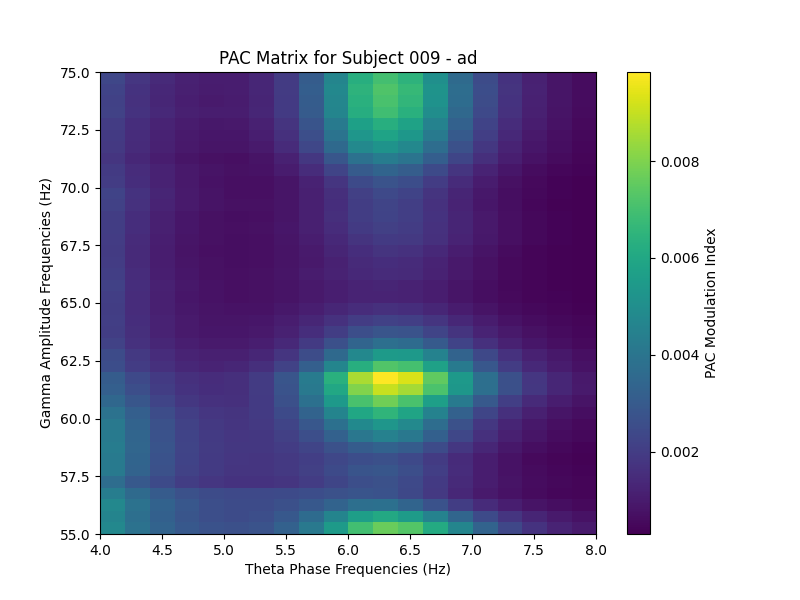 PAC Matrix for Subject 009 - ad
75.0
72.5
70.0
67.5
65.0
62.5
60.0
57.5
55.0
Gamma Amplitude Frequencies (Hz)
4.0 4.5 5.0 5.5 6.0 6.5 7.0 7.5 8.0
Theta Phase Frequencies (Hz)
0.008
0.006
0.004
0.002
PAC Modulation Index